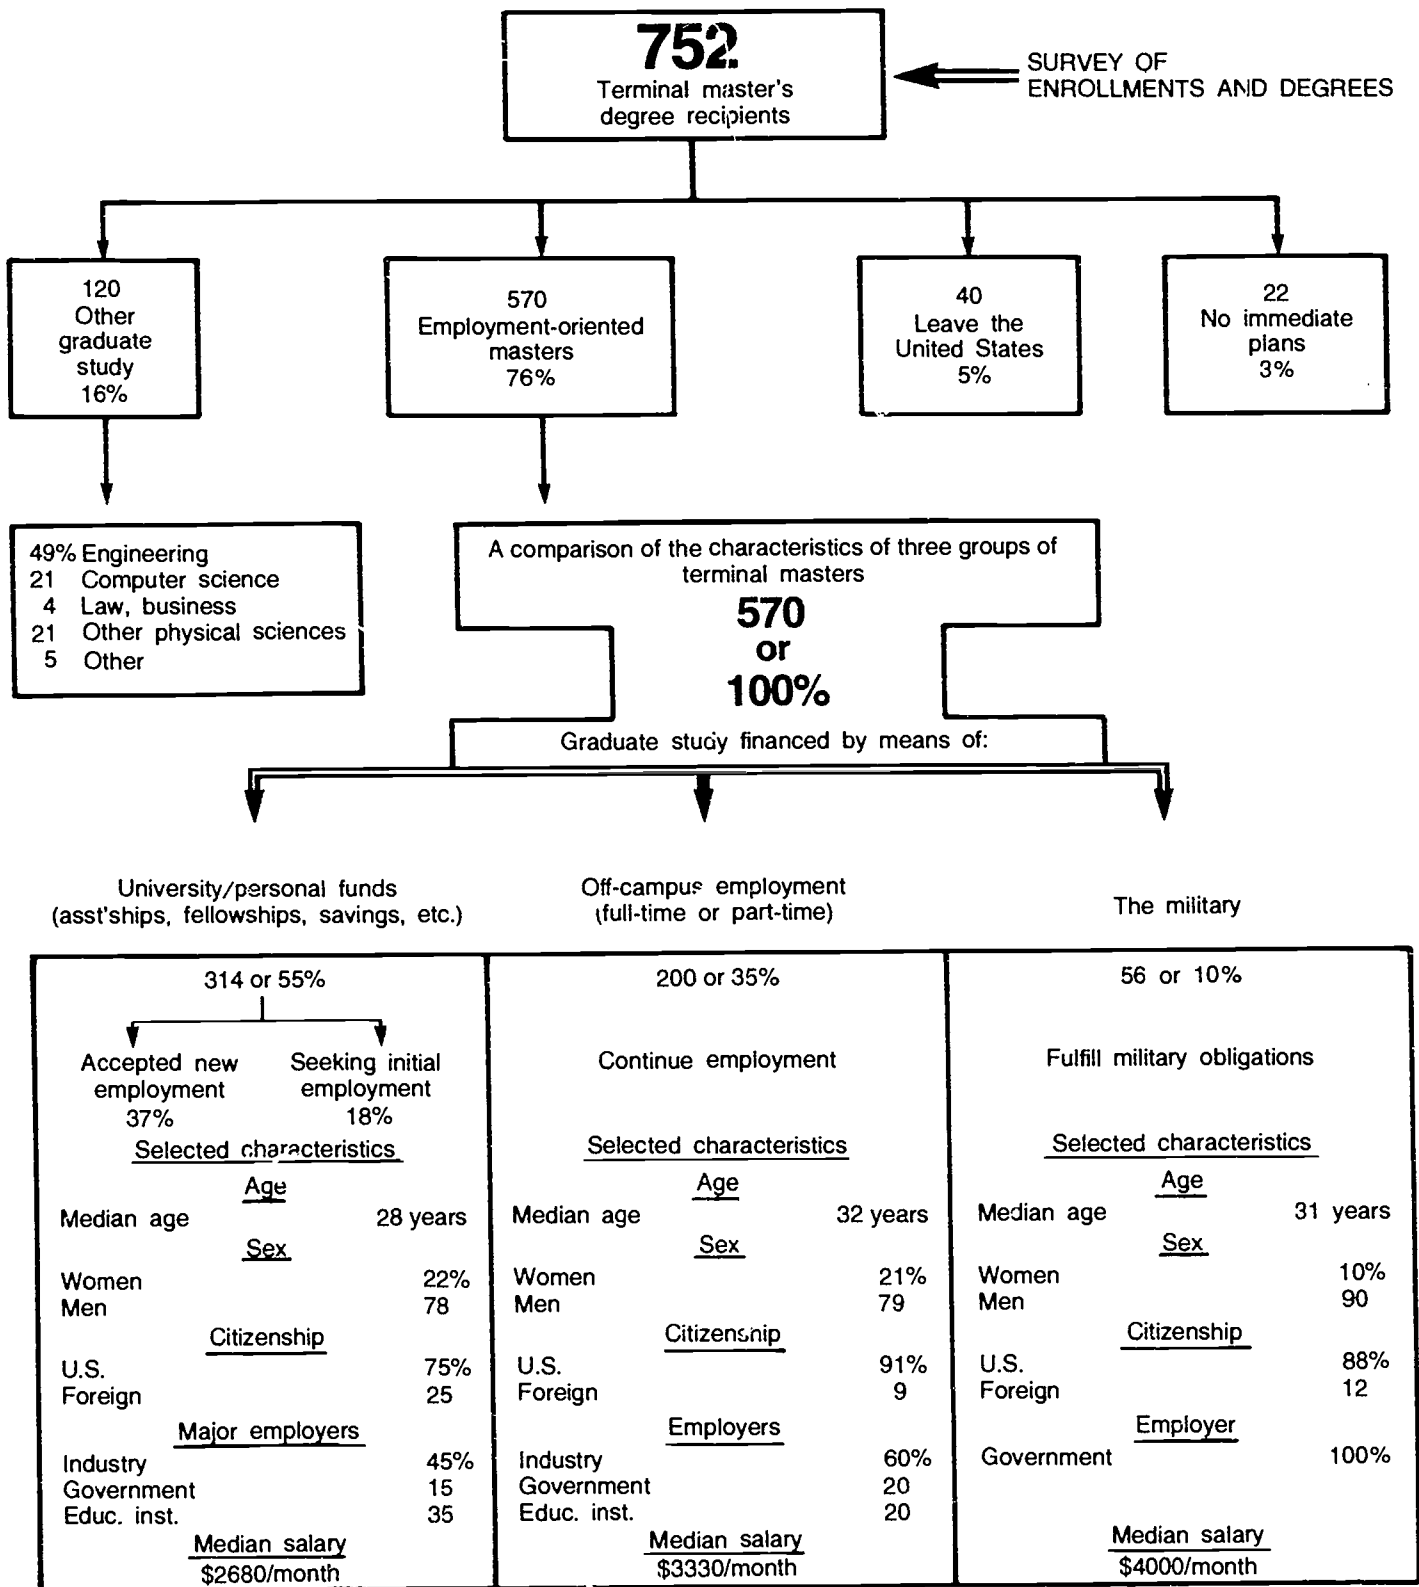 752
Terminal master's
degree recipients
SURVEY OF
ENROLLMENTS AND DEGREES
120
Other
graduate
study
16%
570
Employment-oriented
masters
76%
40
Leave the
United States
5%
22
No immediate
plans
3%
49% Engineering
21 Computer science
4 Law, business
21 Other physical sciences
5 Other
A comparison of the characteristics of three groups of
terminal masters
570
or
100%
Graduate study financed by means of:
University/personal funds
(asst'ships, fellowships, savings, etc.)
314 or 55%
Accepted new
employment
37%
Seeking initial
employment
18%
Selected characteristics
Age
Median age 28 years
Sex
Women 22%
Men 78
Citizenship
U.S. 75%
Foreign 25
Major employers
Industry 45%
Government 15
Educ. inst. 35
Median salary
$2680/month
Off-campus employment
(full-time or part-time)
200 or 35%
Continue employment
Selected characteristics
Age
Median age 32 years
Sex
Women 21%
Men 79
Citizenship
U.S. 91%
Foreign 9
Employers
Industry 60%
Government 20
Educ. inst. 20
Median salary
$3330/month
The military
56 or 10%
Fulfill military obligations
Selected characteristics
Age
Median age 31 years
Sex
Women 10%
Men 90
Citizenship
U.S. 88%
Foreign 12
Employer
Government 100%
Median salary
$4000/month